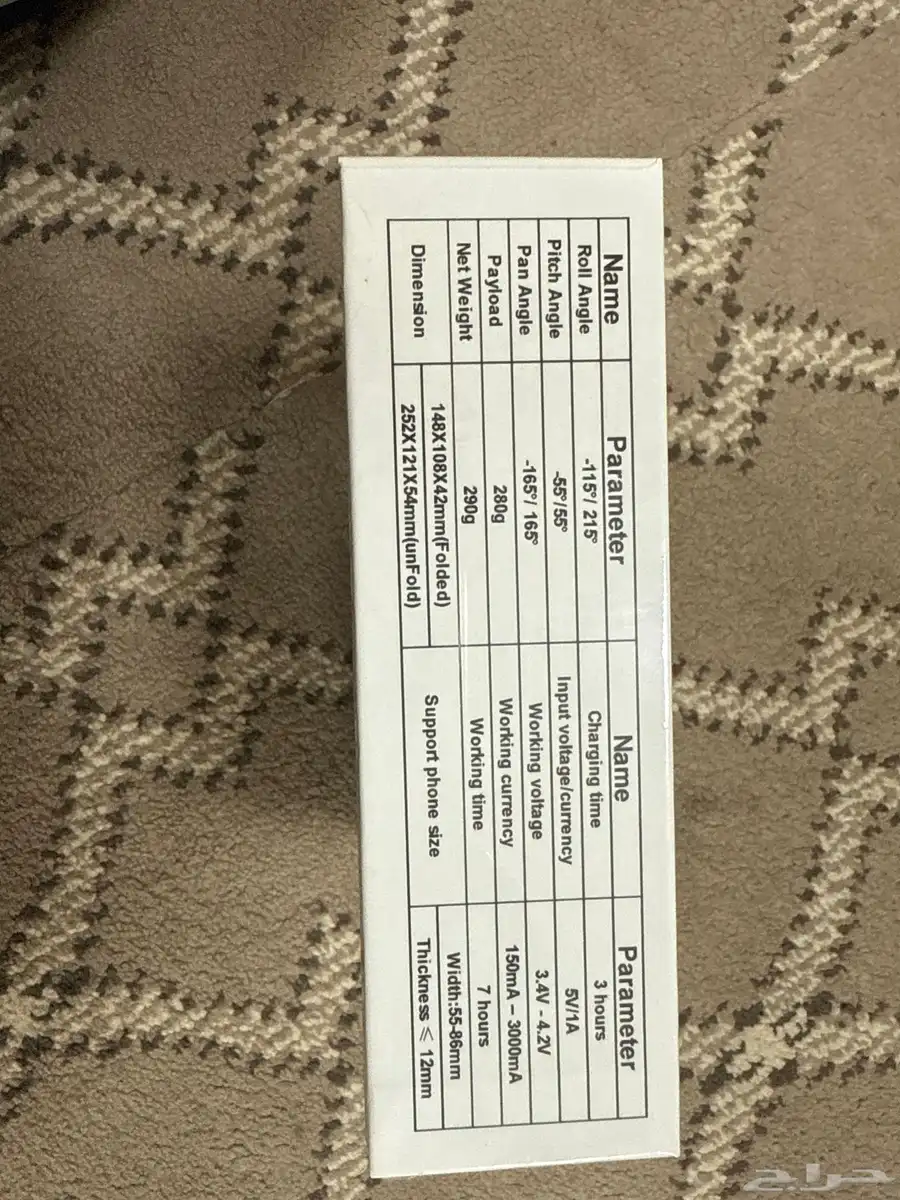 Name Parameter Name Parameter
Roll Angle -115°/ 215° Charging time 3 hours
Pitch Angle -55°/55° Input voltage/currency 5V/1A
Pan Angle -165°/ 165° Working voltage 3.4V - 4.2V
Payload 280g Working currency 150mA – 3000mA
Net Weight 290g Working time 7 hours
Dimension 148X108X42mm(Folded) Support phone size Width:55-86mm
252X121X54mm(unFold) Thickness ⩽ 12mm
حراج